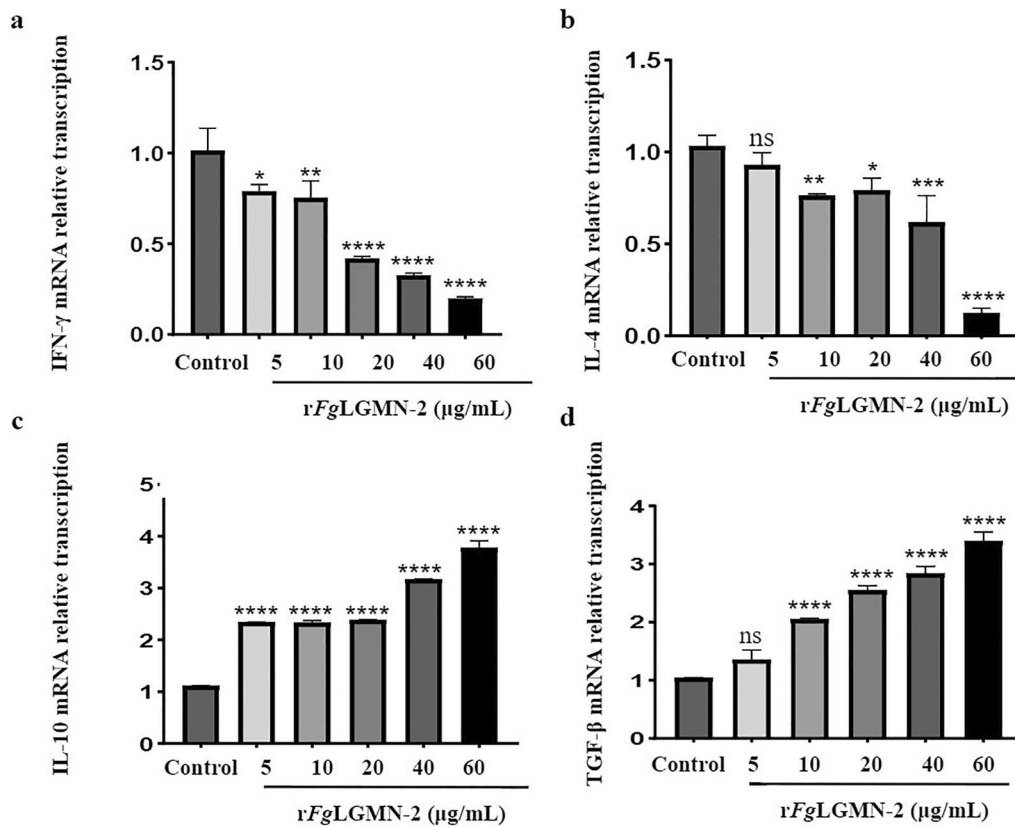 a
IFN-γ mRNA relative transcription
1.5
1.0
0.5
0.0
*
**
****
****
****
Control 5 10 20 40 60
rFgLGMN-2 (μg/mL)
b
IL-4 mRNA relative transcription
1.5
1.0
0.5
0.0
ns
**
*
***
****
Control 5 10 20 40 60
rFgLGMN-2 (μg/mL)
c
IL-10 mRNA relative transcription
5
4
3
2
1
0
****
****
****
****
****
Control 5 10 20 40 60
rFgLGMN-2 (μg/mL)
d
TGF-β mRNA relative transcription
4
3
2
1
0
ns
****
****
****
****
Control 5 10 20 40 60
rFgLGMN-2 (μg/mL)